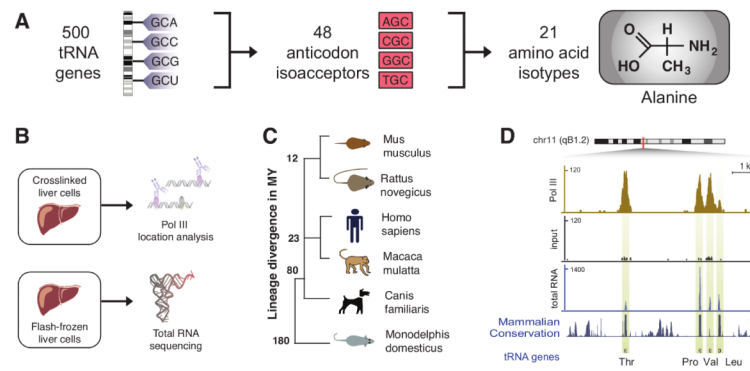 A
500
tRNA
genes
GCA
GCC
GCG
GCU
48
anticodon
isoacceptors
AGC
CGC
GGC
TGC
21
amino acid
isotypes
O
H
NH₂
HO
CH₃
Alanine
B
Crosslinked
liver cells
Pol III
location analysis
Flash-frozen
liver cells
Total RNA
sequencing
C
Lineage divergence in MY
12
23
80
180
Mus
musculus
Rattus
novegicus
Homo
sapiens
Macaca
mulatta
Canis
familiaris
Monodelphis
domesticus
D
chr11 (qB1.2)
1 k
Pol III
120
input
120
total RNA
1400
Mammalian
Conservation
tRNA genes
Thr
Pro Val Leu